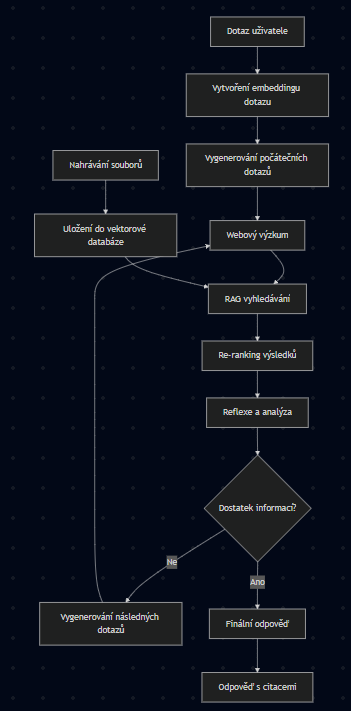 Dotaz uživatele
Vytvoření embeddingu
dotazu
Nahrávání souborů
Vygenerování počátečních
dotazů
Uložení do vektorové
databáze
Webový výzkum
RAG vyhledávání
Re-ranking výsledků
Reflexe a analýza
Dostatek informací?
Ne
Ano
Vygenerování následných
dotazů
Finální odpověď
Odpověď s citacemi